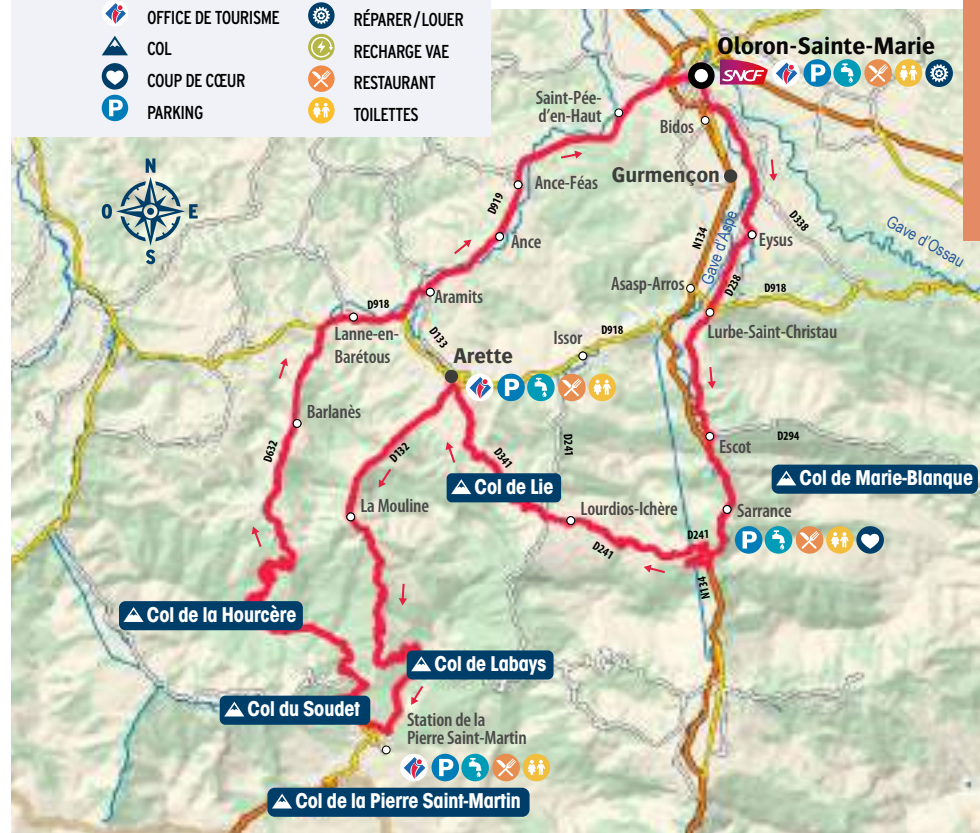 OFFICE DE TOURISME
COL
COUP DE CŒUR
P PARKING
RÉPARER/LOUER
RECHARGE VAE
RESTAURANT
TOILETTES
N
O E
S
Oloron-Sainte-Marie
SNCF P
Saint-Pée-
d'en-Haut
Bidos
Gurmençon
Ance-Féas
D919
Ance
N134
Gave d'Aspe
D338
Gave d'Ossau
Eysus
D238
Asasp-Arros
D918
Aramits
D918
Lanne-en-
Barétous
D133
Lurbe-Saint-Christau
Issor
D918
Arette
P
Barlanès
D632
D132
D341
D241
Escot
D294
Col de Marie-Blanque
Col de Lie
La Mouline
Lourdios-Ichère
Sarrance
P
D241
D241
N134
Col de la Hourcère
Col de Labays
Col du Soudet
Station de la
Pierre Saint-Martin
P
Col de la Pierre Saint-Martin